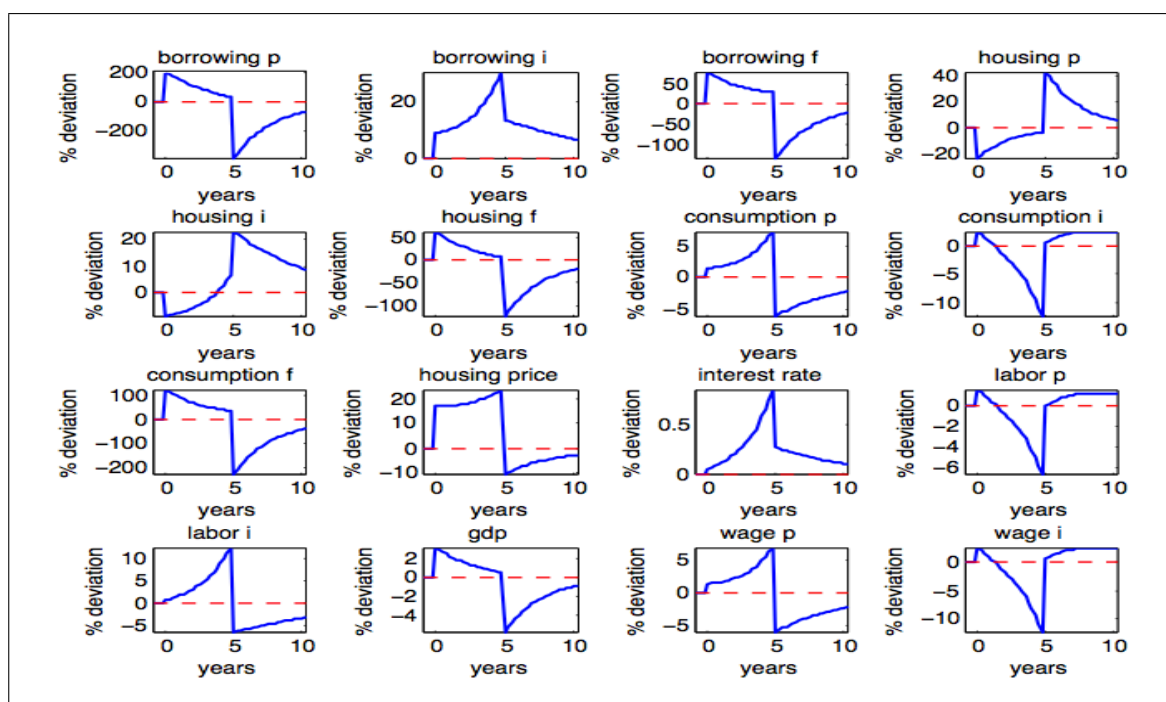 borrowing p
borrowing i
borrowing f
housing p
% deviation
200
0
−200
0 5 10
years
% deviation
20
0
0 5 10
years
% deviation
50
0
−50
−100
0 5 10
years
% deviation
40
20
0
−20
0 5 10
years
housing i
housing f
consumption p
consumption i
% deviation
20
10
0
0 5 10
years
% deviation
50
0
−50
−100
0 5 10
years
% deviation
5
0
−5
0 5 10
years
% deviation
0
−5
−10
0 5 10
years
consumption f
housing price
interest rate
labor p
% deviation
100
0
−100
−200
0 5 10
years
% deviation
20
10
0
−10
0 5 10
years
% deviation
0.5
0
0 5 10
years
% deviation
0
−2
−4
−6
0 5 10
years
labor i
gdp
wage p
wage i
% deviation
10
5
0
−5
0 5 10
years
% deviation
2
0
−2
−4
0 5 10
years
% deviation
5
0
−5
0 5 10
years
% deviation
0
−5
−10
0 5 10
years